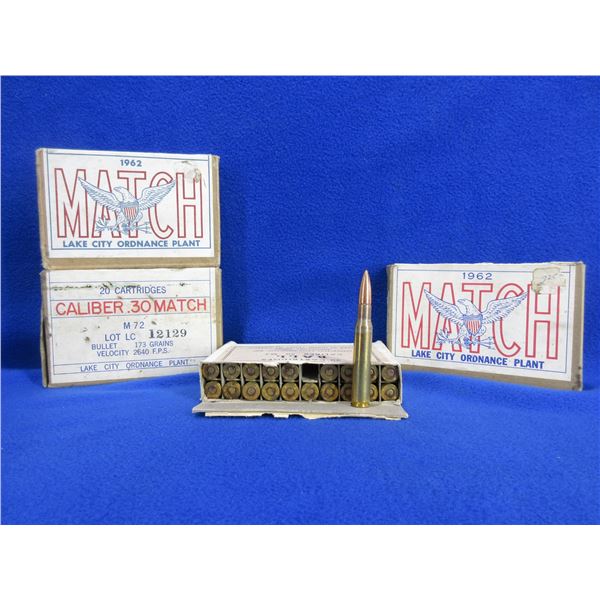 1962
MATCH
LAKE CITY ORDNANCE PLANT
20 CARTRIDGES
CALIBER .30 MATCH
M 72
LOT LC 12129
BULLET 173 GRAINS
VELOCITY 2640 F.P.S.
LAKE CITY ORDNANCE PLANT
1962
MATCH
LAKE CITY ORDNANCE PLANT